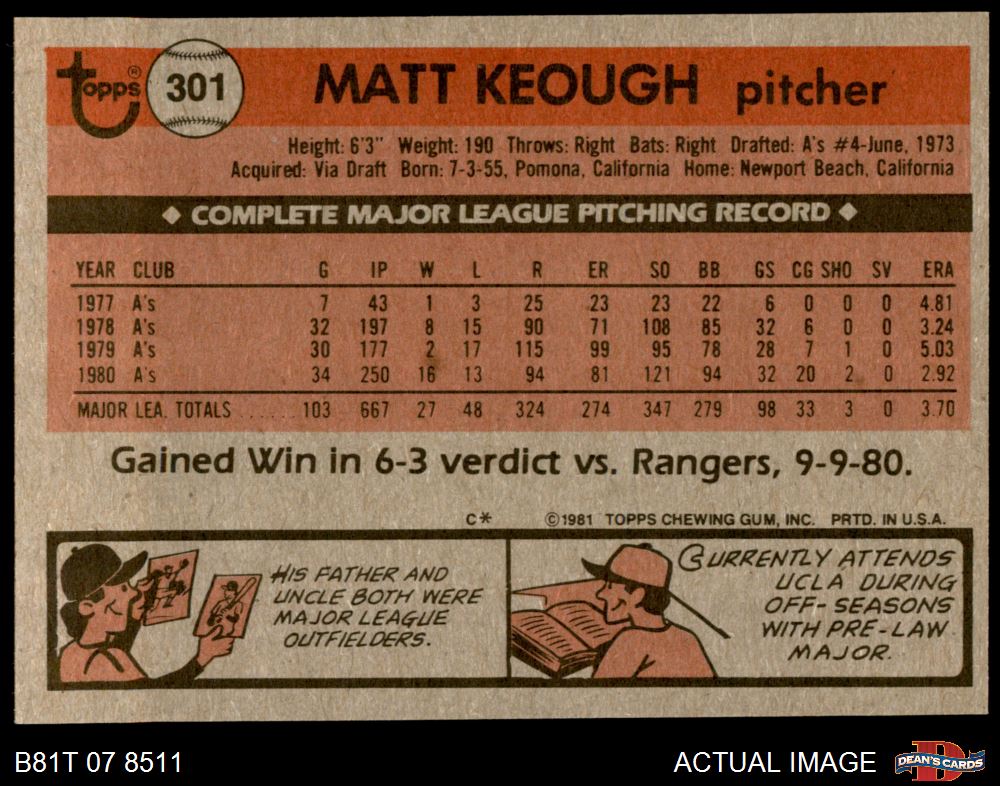 topps® 301 MATT KEOUGH pitcher
Height: 6'3" Weight: 190 Throws: Right Bats: Right Drafted: A's #4-June, 1973
Acquired: Via Draft Born: 7-3-55, Pomona, California Home: Newport Beach, California
◆ COMPLETE MAJOR LEAGUE PITCHING RECORD ◆
YEAR CLUB G IP W L R ER SO BB GS CG SHO SV ERA
1977 A's 7 43 1 3 25 23 23 22 6 0 0 0 4.81
1978 A's 32 197 8 15 90 71 108 85 32 6 0 0 3.24
1979 A's 30 177 2 17 115 99 95 78 28 7 1 0 5.03
1980 A's 34 250 16 13 94 81 121 94 32 20 2 0 2.92
MAJOR LEA. TOTALS ...... 103 667 27 48 324 274 347 279 98 33 3 0 3.70
Gained Win in 6-3 verdict vs. Rangers, 9-9-80.
C* ©1981 TOPPS CHEWING GUM, INC. PRTD. IN U.S.A.
HIS FATHER AND
UNCLE BOTH WERE
MAJOR LEAGUE
OUTFIELDERS.
CURRENTLY ATTENDS
UCLA DURING
OFF-SEASONS
WITH PRE-LAW
MAJOR.
B81T 07 8511 ACTUAL IMAGE DEAN'S CARDS